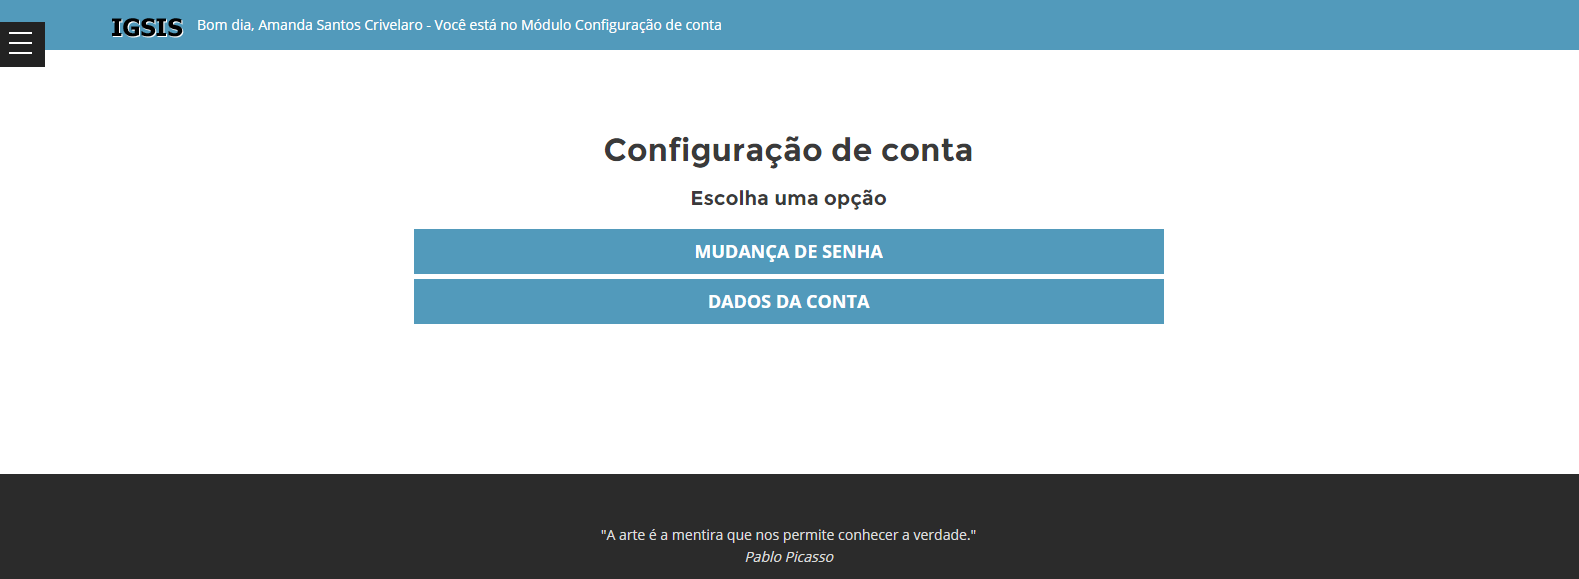 IGSIS Bom dia, Amanda Santos Crivelaro - Você está no Módulo Configuração de conta
Configuração de conta
Escolha uma opção
MUDANÇA DE SENHA
DADOS DA CONTA
"A arte é a mentira que nos permite conhecer a verdade."
Pablo Picasso